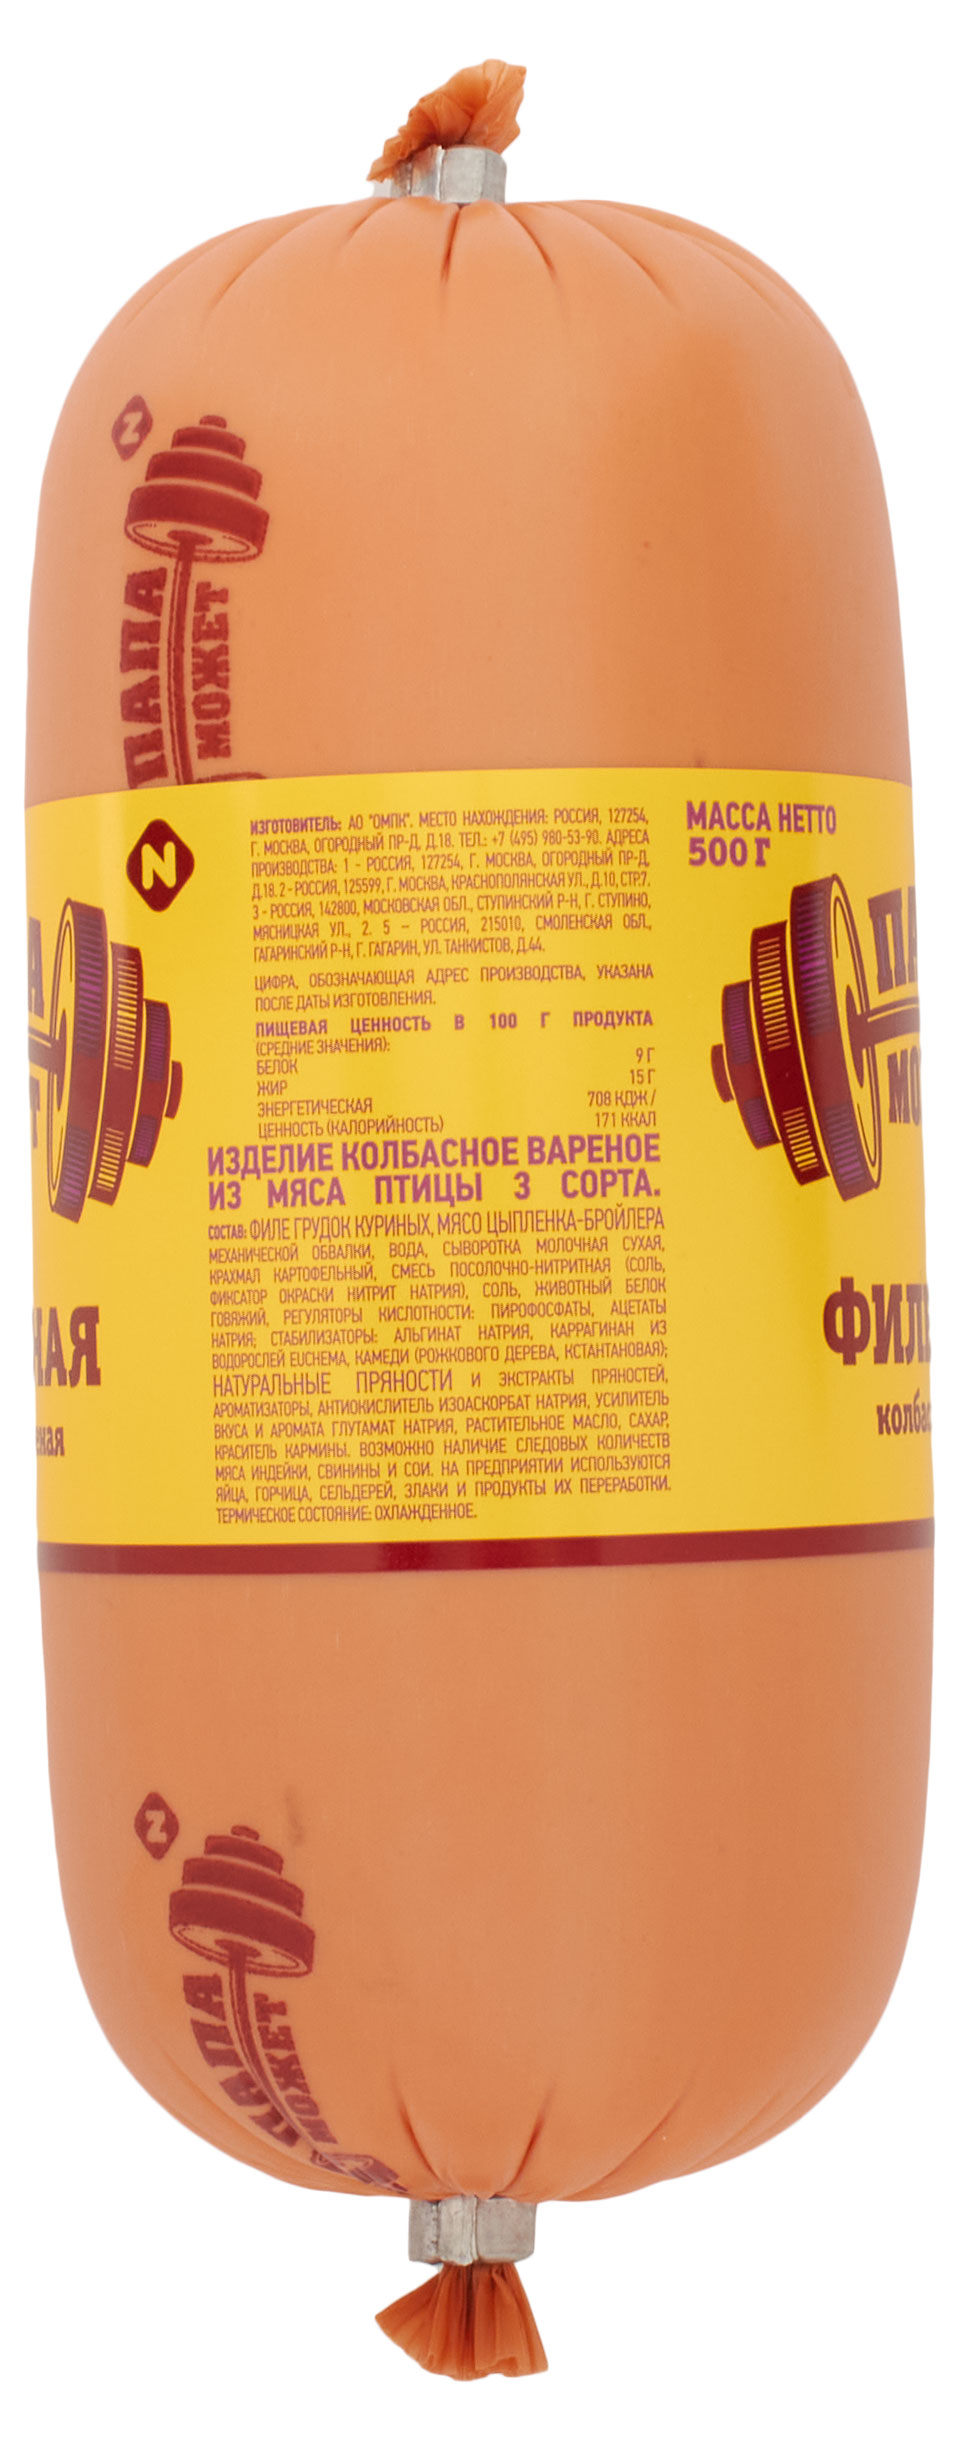 N
ПАПА
МОЖЕТ
N
ИЗГОТОВИТЕЛЬ: АО "ОМПК". МЕСТО НАХОЖДЕНИЯ: РОССИЯ, 127254,
Г. МОСКВА, ОГОРОДНЫЙ ПР-Д, Д.18. ТЕЛ.: +7 (495) 980-53-90. АДРЕСА
ПРОИЗВОДСТВА: 1 - РОССИЯ, 127254, Г. МОСКВА, ОГОРОДНЫЙ ПР-Д,
Д.18. 2 - РОССИЯ, 125599, Г. МОСКВА, КРАСНОПОЛЯНСКАЯ УЛ., Д.10, СТР.7.
3 - РОССИЯ, 142800, МОСКОВСКАЯ ОБЛ., СТУПИНСКИЙ Р-Н, Г. СТУПИНО,
МЯСНИЦКАЯ УЛ., 2. 5 – РОССИЯ, 215010, СМОЛЕНСКАЯ ОБЛ.,
ГАГАРИНСКИЙ Р-Н, Г. ГАГАРИН, УЛ. ТАНКИСТОВ, Д.44.
ЦИФРА, ОБОЗНАЧАЮЩАЯ АДРЕС ПРОИЗВОДСТВА, УКАЗАНА
ПОСЛЕ ДАТЫ ИЗГОТОВЛЕНИЯ.
ПИЩЕВАЯ ЦЕННОСТЬ В 100 Г ПРОДУКТА
(СРЕДНИЕ ЗНАЧЕНИЯ):
БЕЛОК 9 Г
ЖИР 15 Г
ЭНЕРГЕТИЧЕСКАЯ 708 КДЖ /
ЦЕННОСТЬ (КАЛОРИЙНОСТЬ) 171 ККАЛ
ИЗДЕЛИЕ КОЛБАСНОЕ ВАРЕНОЕ
ИЗ МЯСА ПТИЦЫ 3 СОРТА.
СОСТАВ: ФИЛЕ ГРУДОК КУРИНЫХ, МЯСО ЦЫПЛЕНКА-БРОЙЛЕРА
МЕХАНИЧЕСКОЙ ОБВАЛКИ, ВОДА, СЫВОРОТКА МОЛОЧНАЯ СУХАЯ,
КРАХМАЛ КАРТОФЕЛЬНЫЙ, СМЕСЬ ПОСОЛОЧНО-НИТРИТНАЯ (СОЛЬ,
ФИКСАТОР ОКРАСКИ НИТРИТ НАТРИЯ), СОЛЬ, ЖИВОТНЫЙ БЕЛОК
ГОВЯЖИЙ, РЕГУЛЯТОРЫ КИСЛОТНОСТИ: ПИРОФОСФАТЫ, АЦЕТАТЫ
НАТРИЯ; СТАБИЛИЗАТОРЫ: АЛЬГИНАТ НАТРИЯ, КАРРАГИНАН ИЗ
ВОДОРОСЛЕЙ EUCHEMA, КАМЕДИ (РОЖКОВОГО ДЕРЕВА, КСТАНТАНОВАЯ);
НАТУРАЛЬНЫЕ ПРЯНОСТИ И ЭКСТРАКТЫ ПРЯНОСТЕЙ,
АРОМАТИЗАТОРЫ, АНТИОКИСЛИТЕЛЬ ИЗОАСКОРБАТ НАТРИЯ, УСИЛИТЕЛЬ
ВКУСА И АРОМАТА ГЛУТАМАТ НАТРИЯ, РАСТИТЕЛЬНОЕ МАСЛО, САХАР,
КРАСИТЕЛЬ КАРМИНЫ. ВОЗМОЖНО НАЛИЧИЕ СЛЕДОВЫХ КОЛИЧЕСТВ
МЯСА ИНДЕЙКИ, СВИНИНЫ И СОИ. НА ПРЕДПРИЯТИИ ИСПОЛЬЗУЮТСЯ
ЯЙЦА, ГОРЧИЦА, СЕЛЬДЕРЕЙ, ЗЛАКИ И ПРОДУКТЫ ИХ ПЕРЕРАБОТКИ.
ТЕРМИЧЕСКОЕ СОСТОЯНИЕ: ОХЛАЖДЕННОЕ.
МАССА НЕТТО
500 Г
ПА
МО
ФИЛЕ
колбас
НАЯ
еная
N
ПАПА
МОЖЕТ